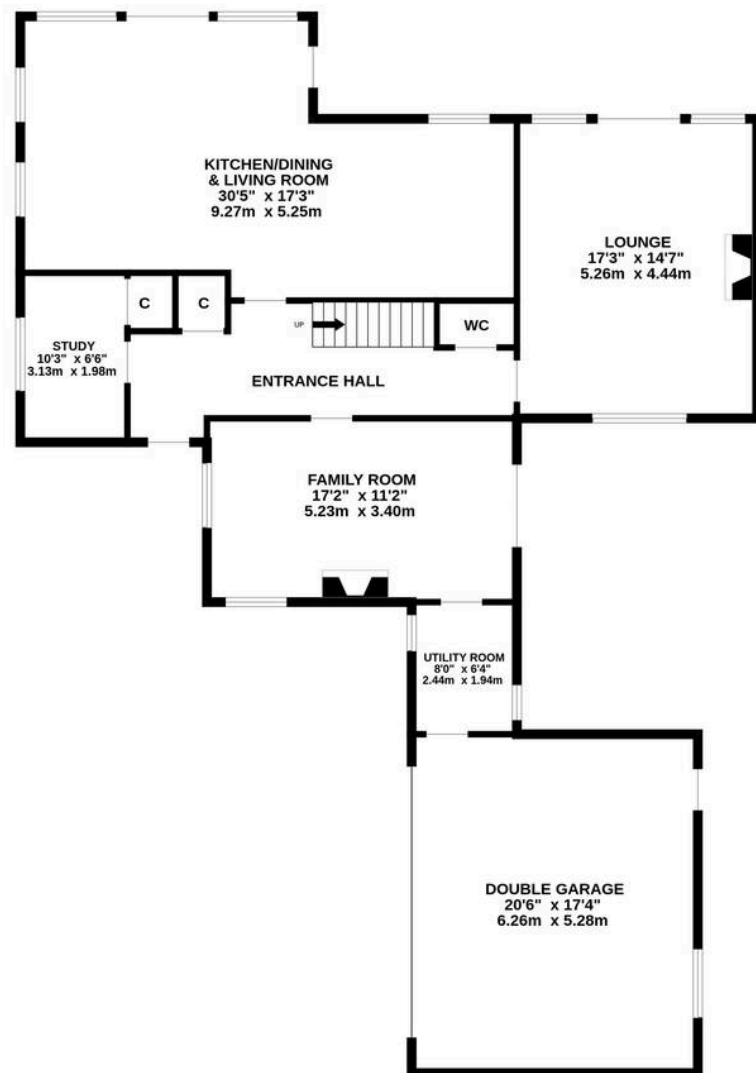 KITCHEN/DINING
& LIVING ROOM
30'5" x 17'3"
9.27m x 5.25m
LOUNGE
17'3" x 14'7"
5.26m x 4.44m
C
C
UP
WC
STUDY
10'3" x 6'6"
3.13m x 1.98m
ENTRANCE HALL
FAMILY ROOM
17'2" x 11'2"
5.23m x 3.40m
UTILITY ROOM
8'0" x 6'4"
2.44m x 1.94m
DOUBLE GARAGE
20'6" x 17'4"
6.26m x 5.28m